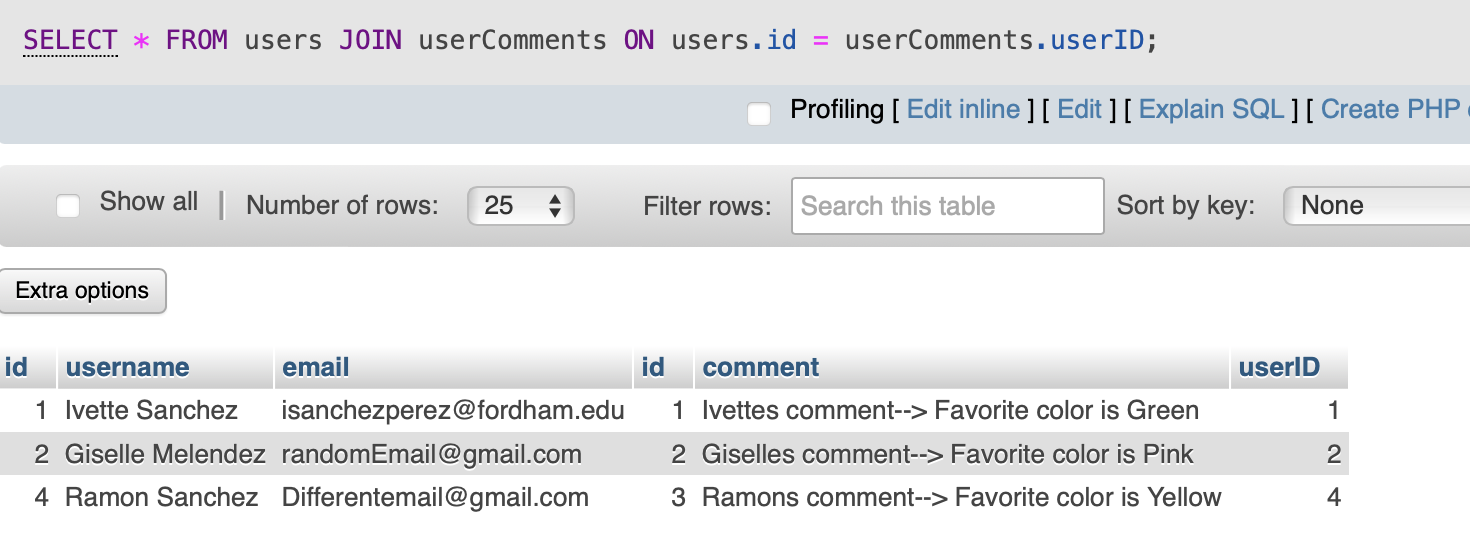 SELECT * FROM users JOIN userComments ON users.id = userComments.userID;
Profiling [ Edit inline ] [ Edit ] [ Explain SQL ] [ Create PHP
Show all | Number of rows: 25 Filter rows: Search this table Sort by key: None
Extra options
id username email id comment userID
1 Ivette Sanchez isanchezperez@fordham.edu 1 Ivettes comment--> Favorite color is Green 1
2 Giselle Melendez randomEmail@gmail.com 2 Giselles comment--> Favorite color is Pink 2
4 Ramon Sanchez Differentemail@gmail.com 3 Ramons comment--> Favorite color is Yellow 4